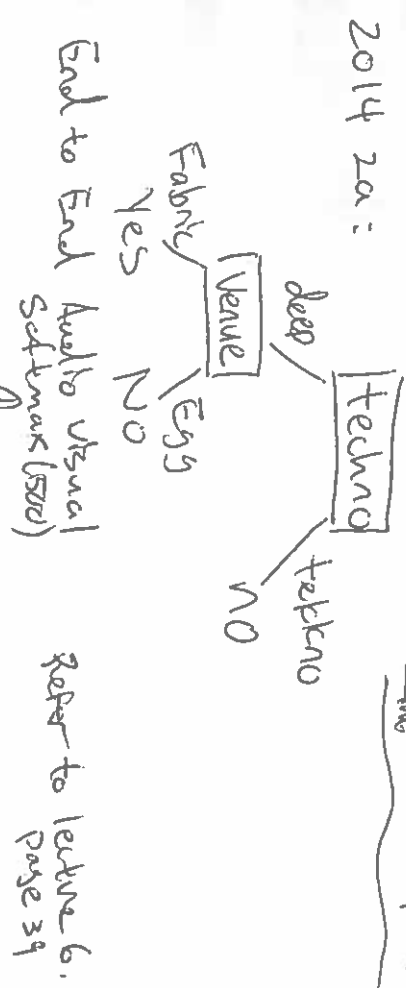 2014 2a:
techno
deep
tekkno
Venue
no
Fabric
Egg
Yes
No
End to End Audio visual
Softmax (500)
Refer to lecture 6.
page 39